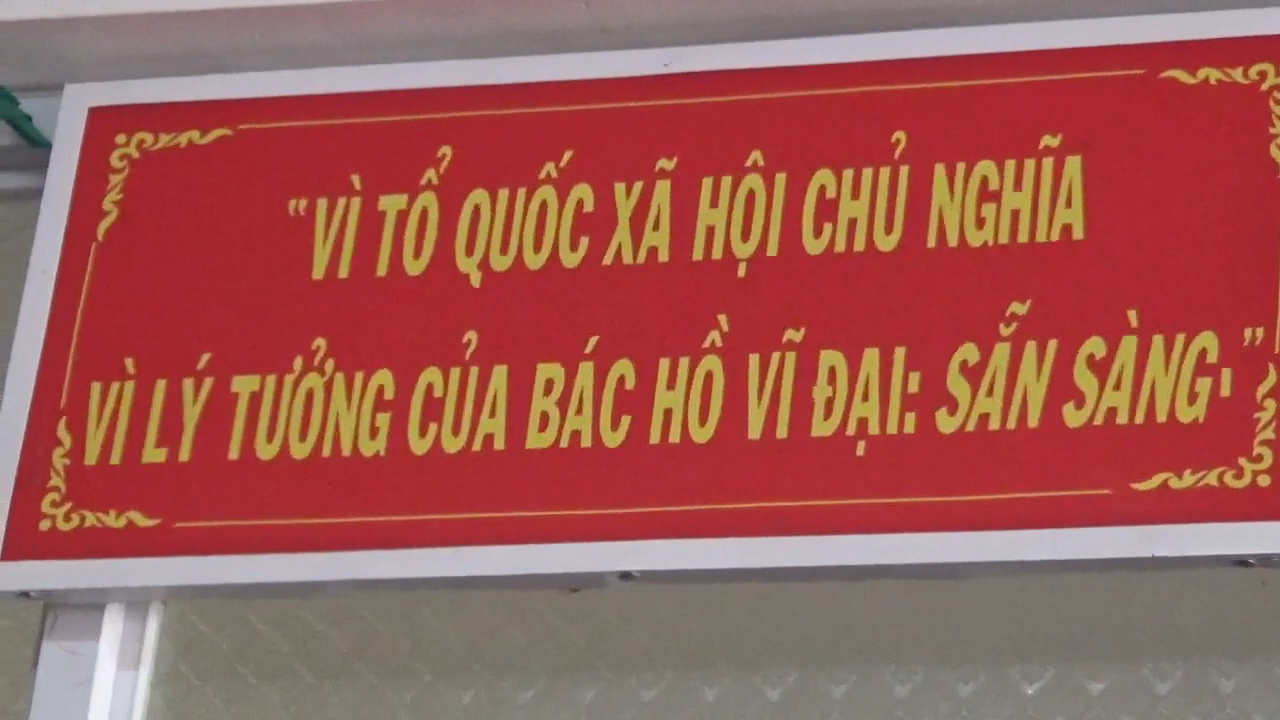 “VÌ TỔ QUỐC XÃ HỘI CHỦ NGHĨA
VÌ LÝ TƯỞNG CỦA BÁC HỒ VĨ ĐẠI: SẴN SÀNG.”